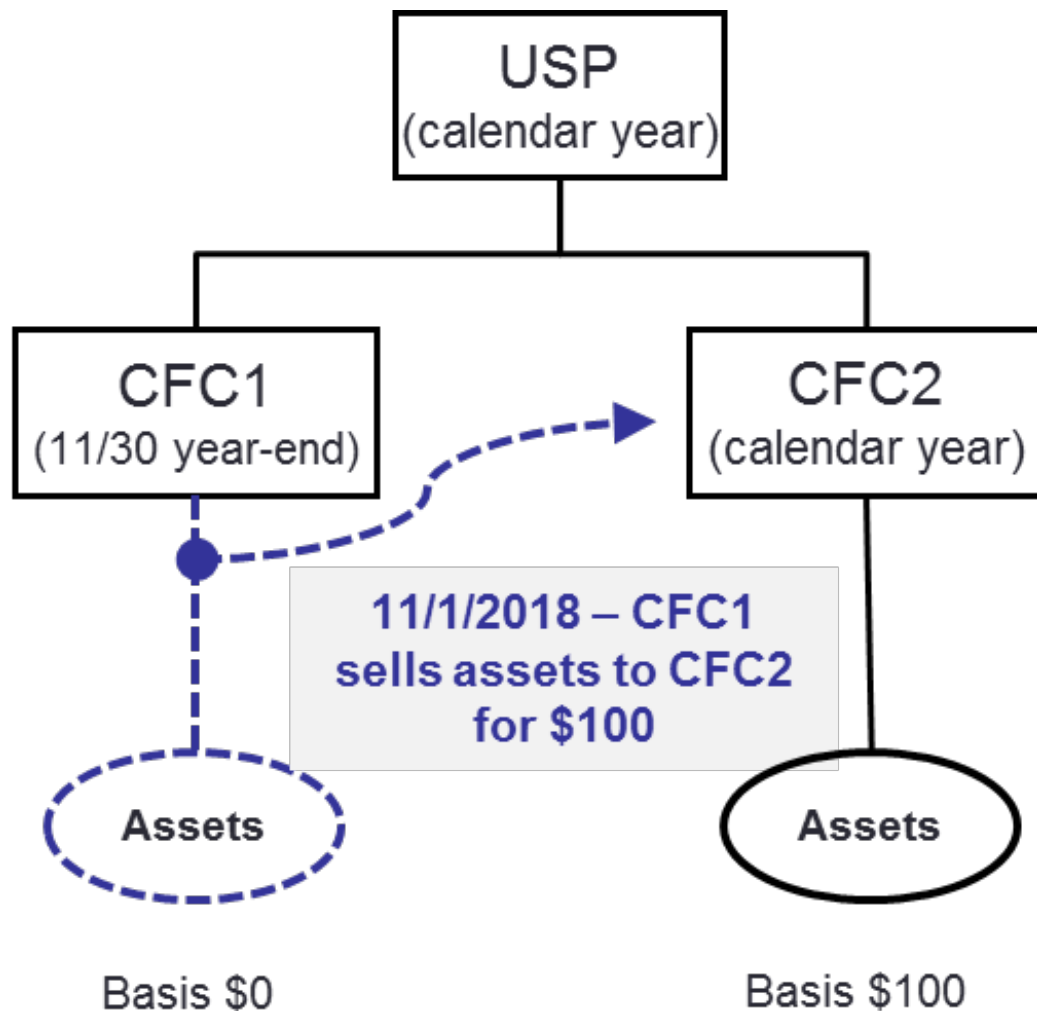 USP
(calendar year)
CFC1
(11/30 year-end)
CFC2
(calendar year)
11/1/2018 – CFC1
sells assets to CFC2
for $100
Assets
Assets
Basis $0
Basis $100